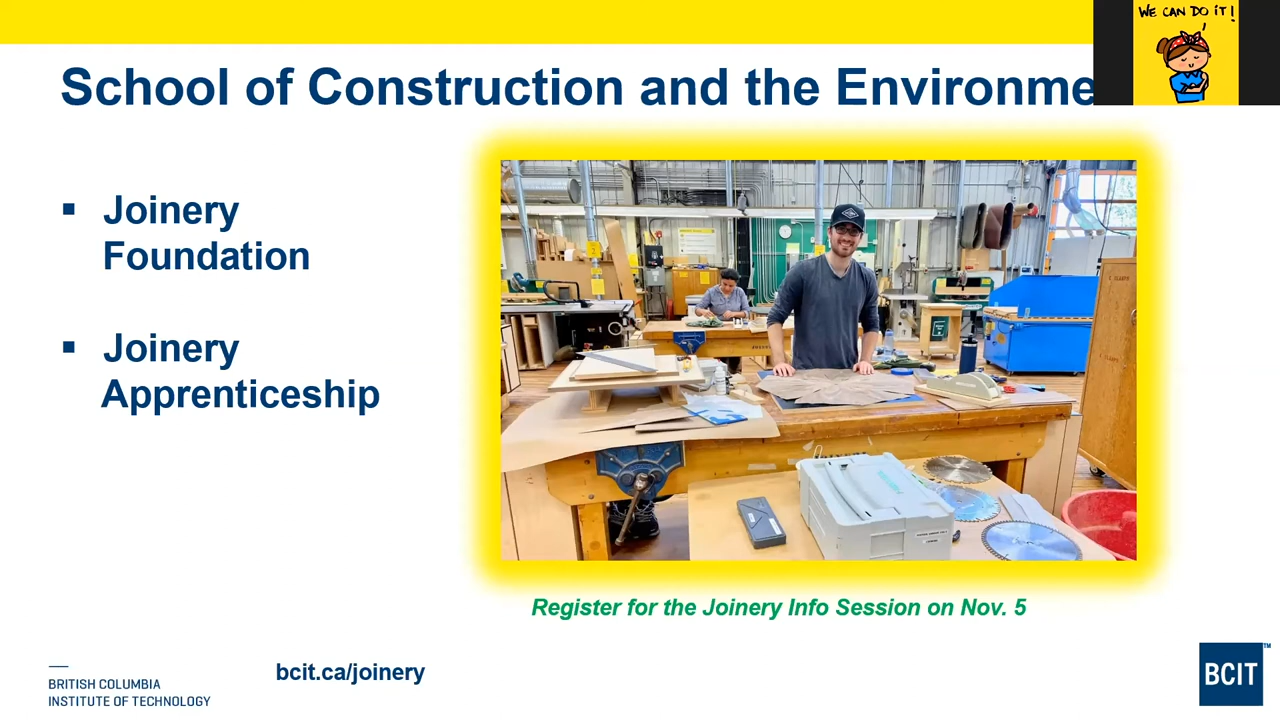 WE CAN DO iT!
School of Construction and the Environme
▪ Joinery
Foundation
▪ Joinery
Apprenticeship
Register for the Joinery Info Session on Nov. 5
BRITISH COLUMBIA
INSTITUTE OF TECHNOLOGY
bcit.ca/joinery
BCIT
TM